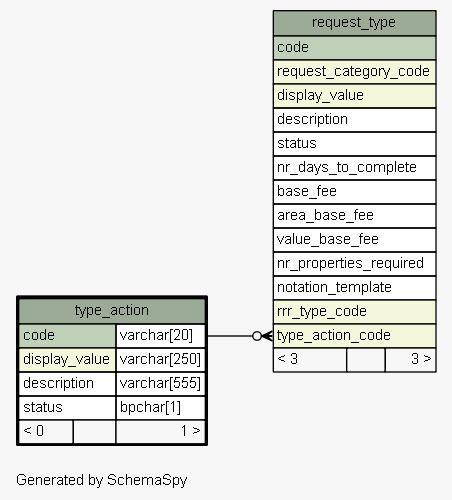 request_type
code
request_category_code
display_value
description
status
nr_days_to_complete
base_fee
area_base_fee
value_base_fee
nr_properties_required
notation_template
rrr_type_code
type_action_code
< 3 3 >
type_action
code varchar[20]
display_value varchar[250]
description varchar[555]
status bpchar[1]
< 0 1 >
Generated by SchemaSpy